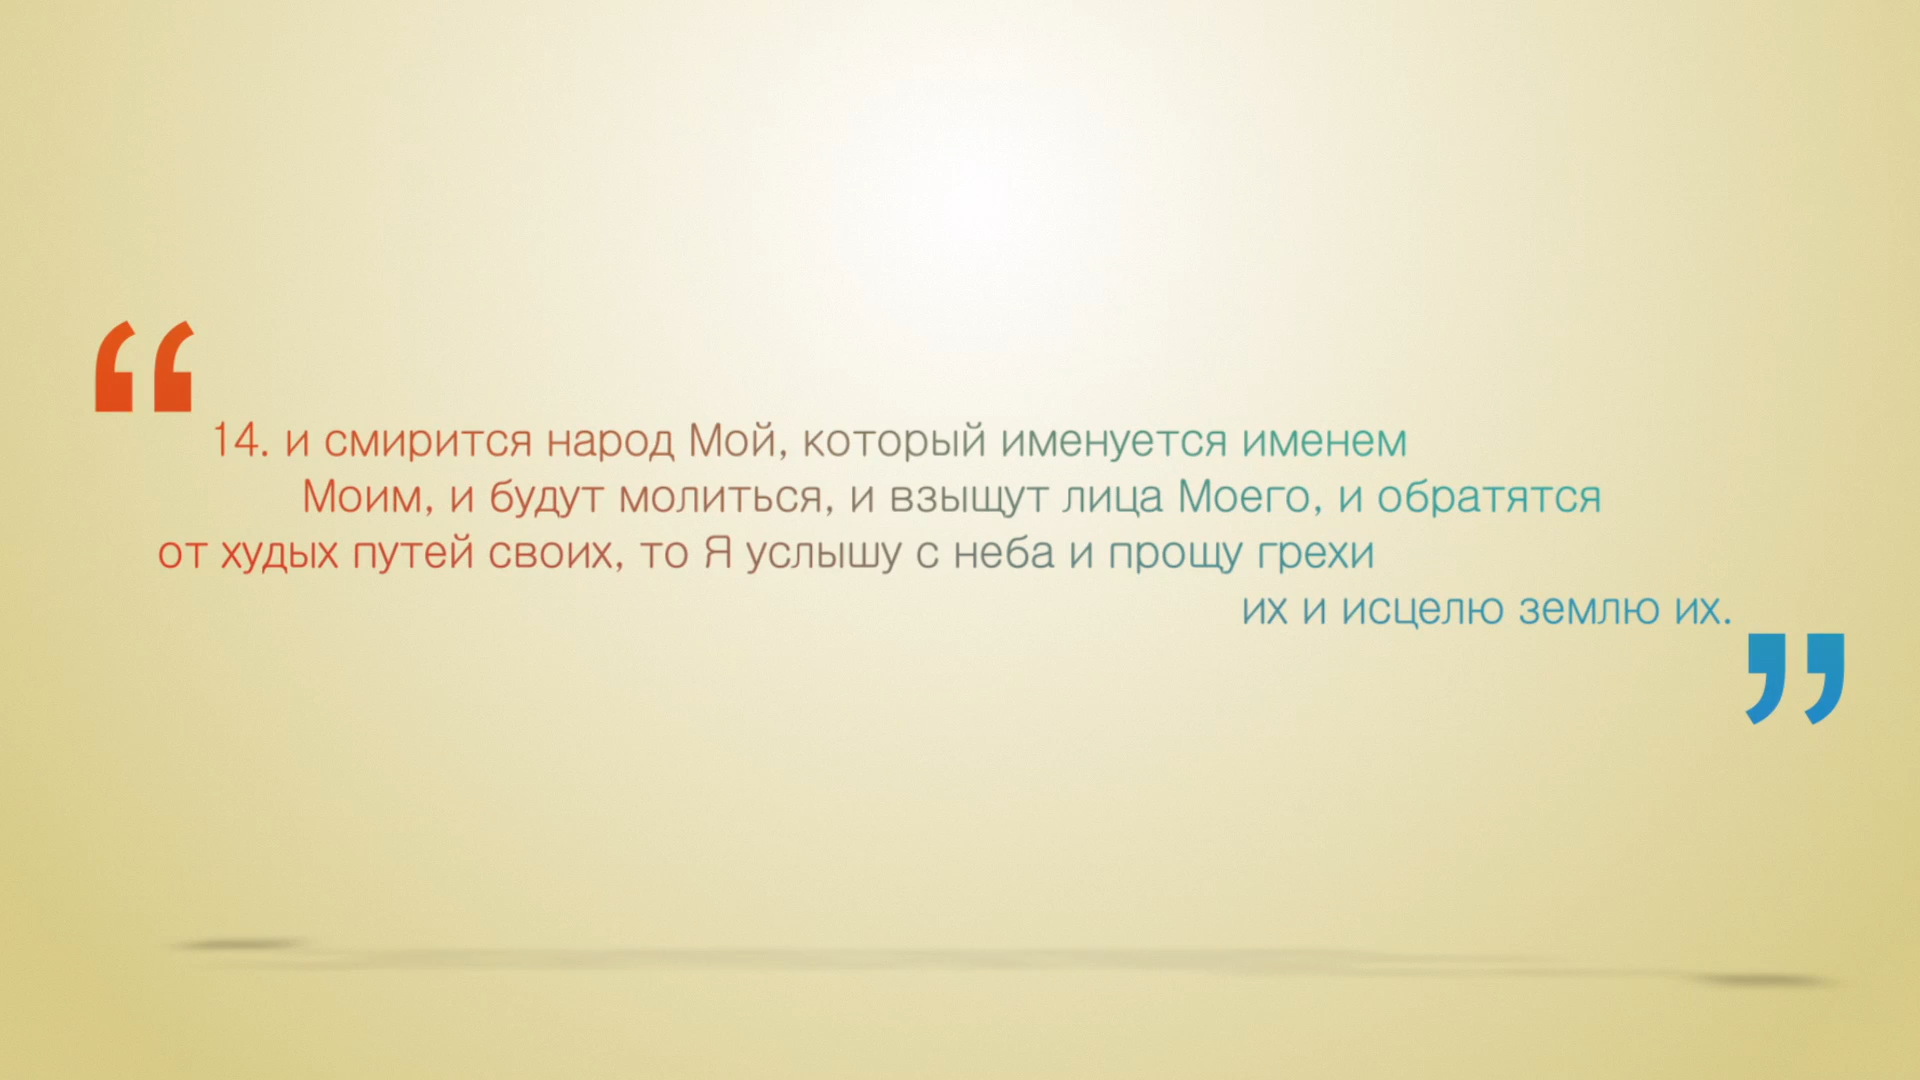 “
14. и смирится народ Мой, который именуется именем
Моим, и будут молиться, и взыщут лица Моего, и обратятся
от худых путей своих, то Я услышу с неба и прощу грехи
их и исцелю землю их.
”